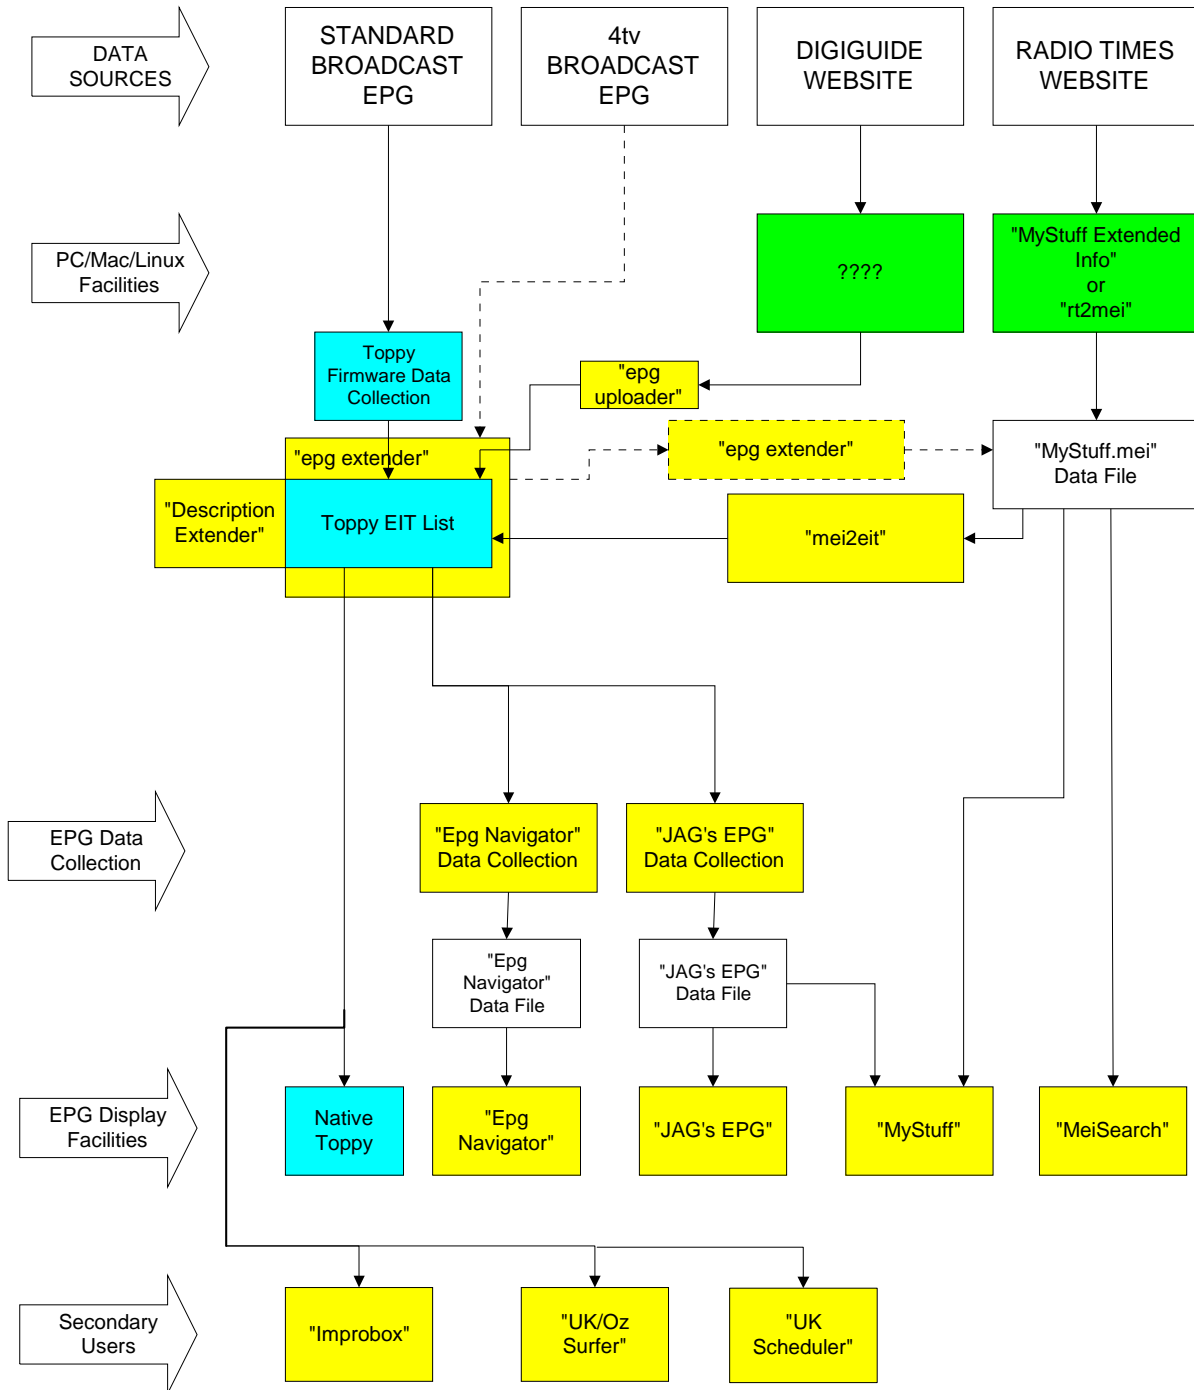 DATA
SOURCES
STANDARD
BROADCAST
EPG
4tv
BROADCAST
EPG
DIGIGUIDE
WEBSITE
RADIO TIMES
WEBSITE
PC/Mac/Linux
Facilities
????
"MyStuff Extended
Info"
or
"rt2mei"
Toppy
Firmware Data
Collection
"epg
uploader"
"epg extender"
"epg extender"
"MyStuff.mei"
Data File
"Description
Extender"
Toppy EIT List
"mei2eit"
EPG Data
Collection
"Epg Navigator"
Data Collection
"JAG's EPG"
Data Collection
"Epg
Navigator"
Data File
"JAG's EPG"
Data File
EPG Display
Facilities
Native
Toppy
"Epg
Navigator"
"JAG's EPG"
"MyStuff"
"MeiSearch"
Secondary
Users
"Improbox"
"UK/Oz
Surfer"
"UK
Scheduler"